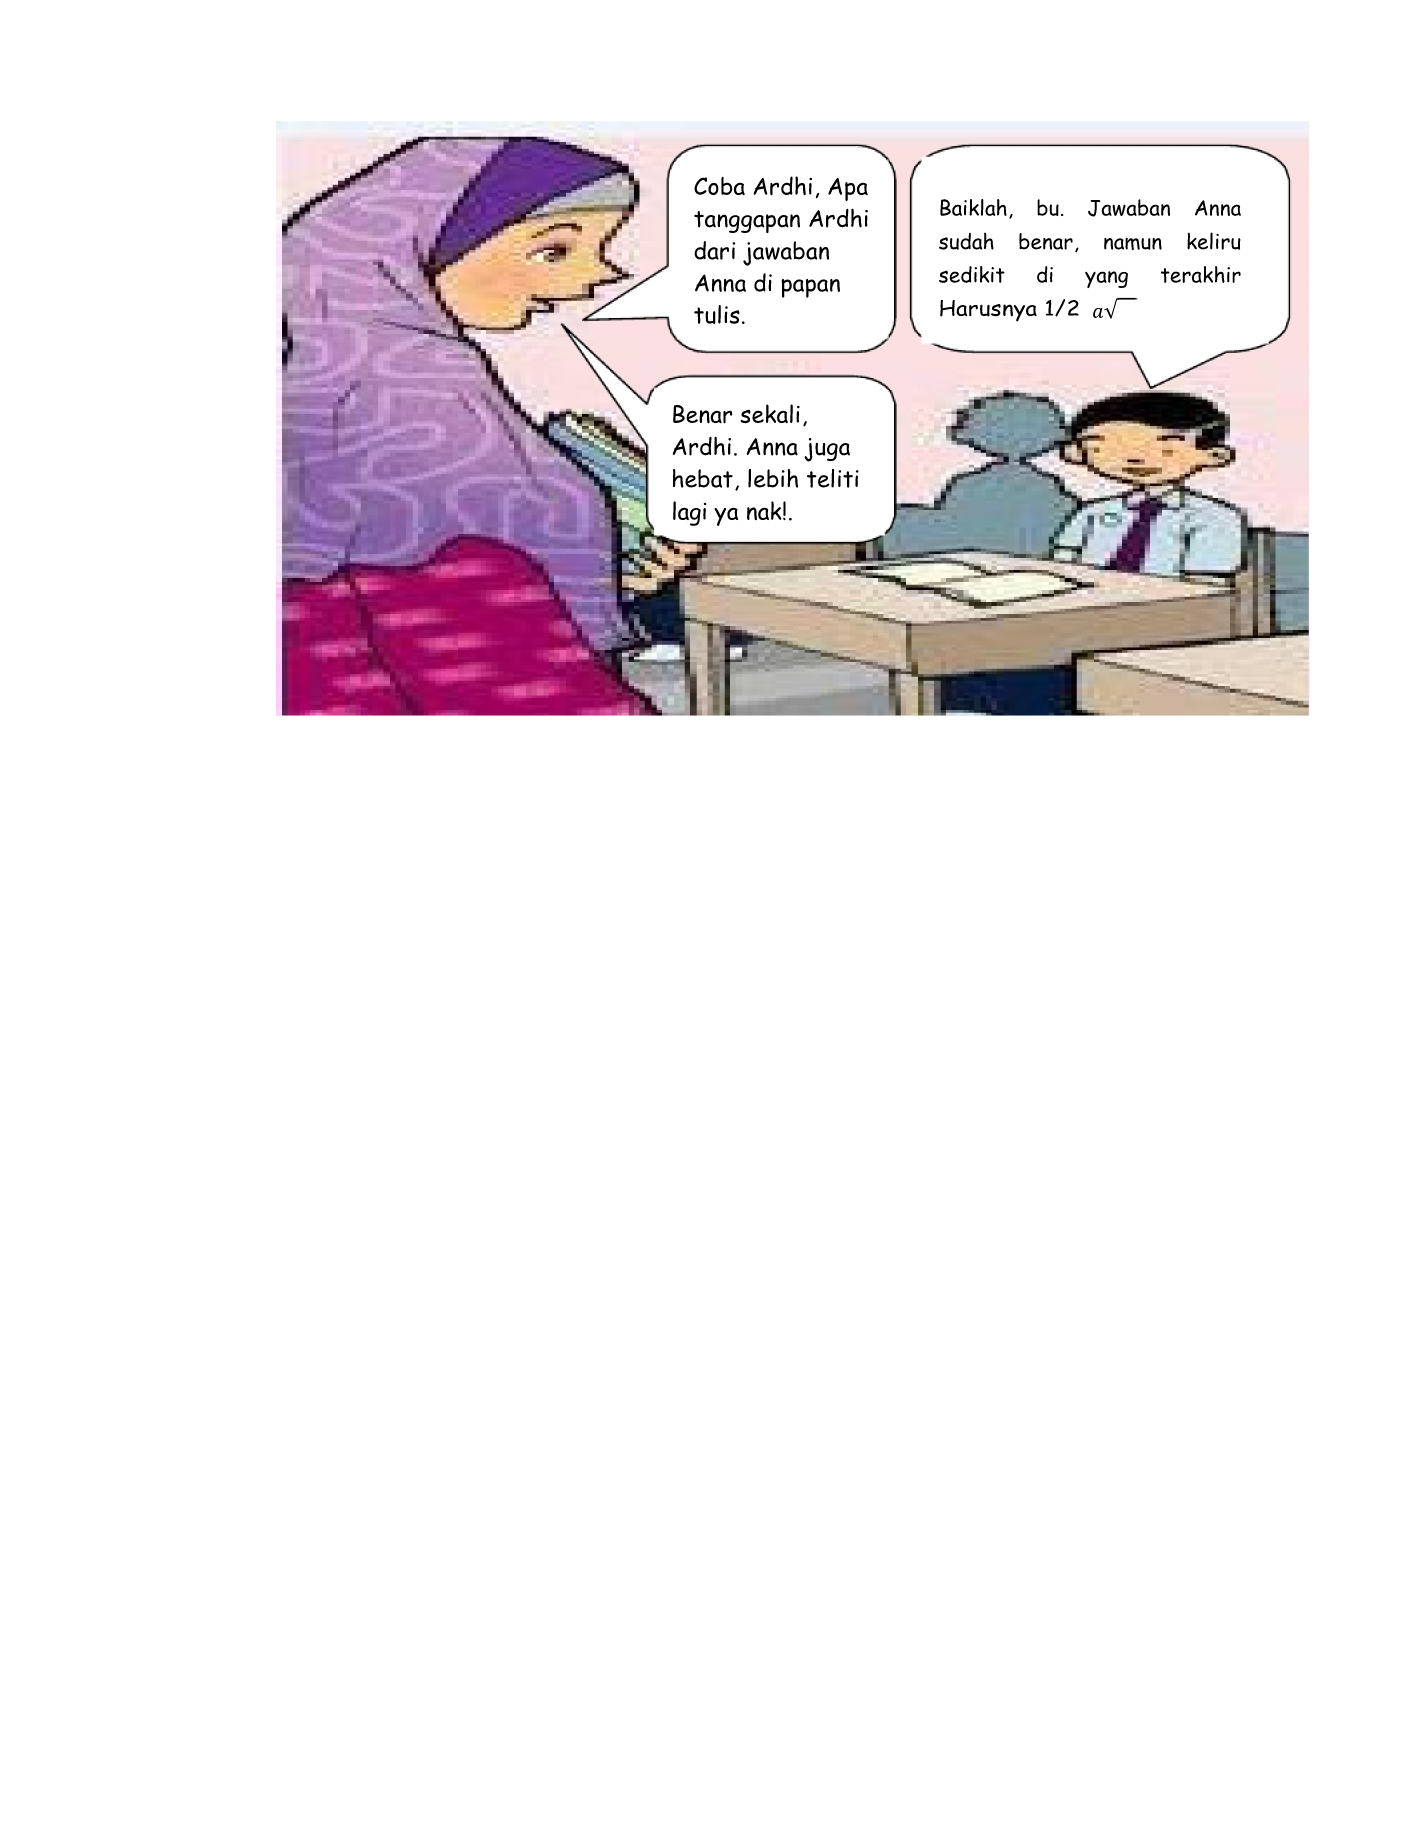 Coba Ardhi, Apa
tanggapan Ardhi
dari jawaban
Anna di papan
tulis.
Baiklah, bu. Jawaban Anna
sudah benar, namun keliru
sedikit di yang terakhir
Harusnya 1/2 a√
Benar sekali,
Ardhi. Anna juga
hebat, lebih teliti
lagi ya nak!.